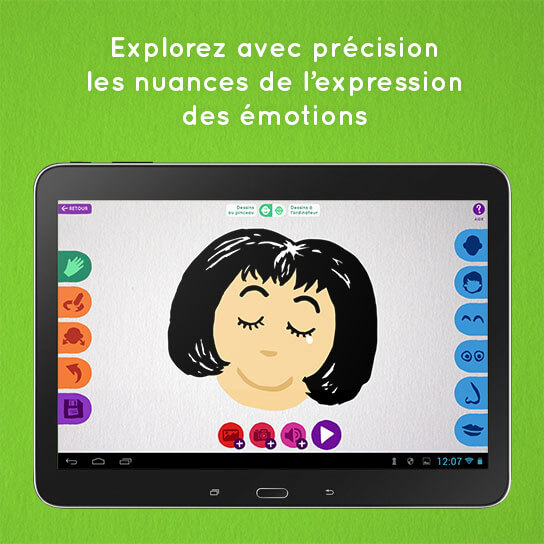 Explorez avec précision
les nuances de l'expression
des émotions
RETOUR
Dessins
au pinceau
Dessins à
l'ordinateur
?
AIDE
12:07